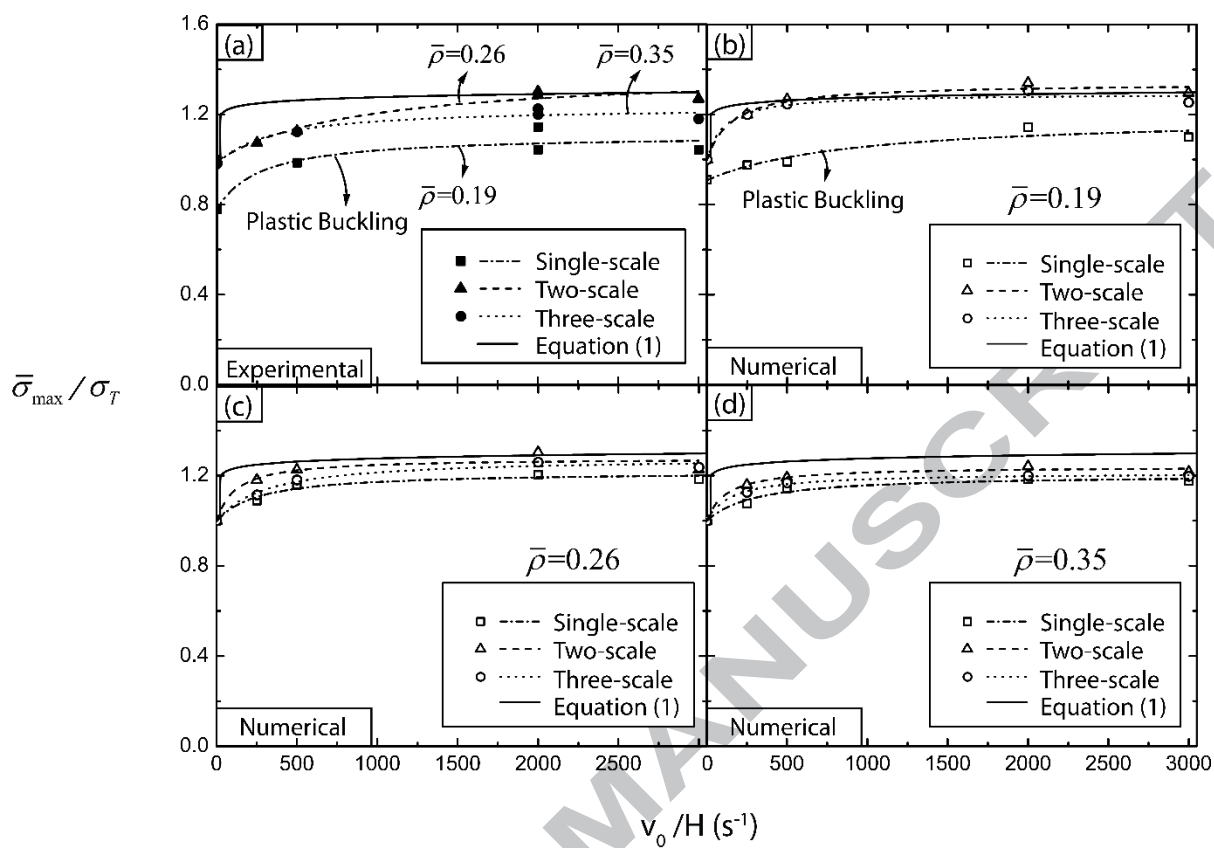 1.6
(a)
ρ̄=0.26
ρ̄=0.35
(b)
1.2
0.8
Plastic Buckling
ρ̄=0.19
Plastic Buckling
ρ̄=0.19
Single-scale
Two-scale
Three-scale
Equation (1)
Single-scale
Two-scale
Three-scale
Equation (1)
0.4
Experimental
Numerical
0.0
σ̄max / σT
(c)
(d)
1.2
0.8
ρ̄=0.26
ρ̄=0.35
Single-scale
Two-scale
Three-scale
Equation (1)
Single-scale
Two-scale
Three-scale
Equation (1)
0.4
Numerical
Numerical
0.0
0 500 1000 1500 2000 2500 0 500 1000 1500 2000 2500 3000
v0 /H (s-1)
MANUSCRIPT